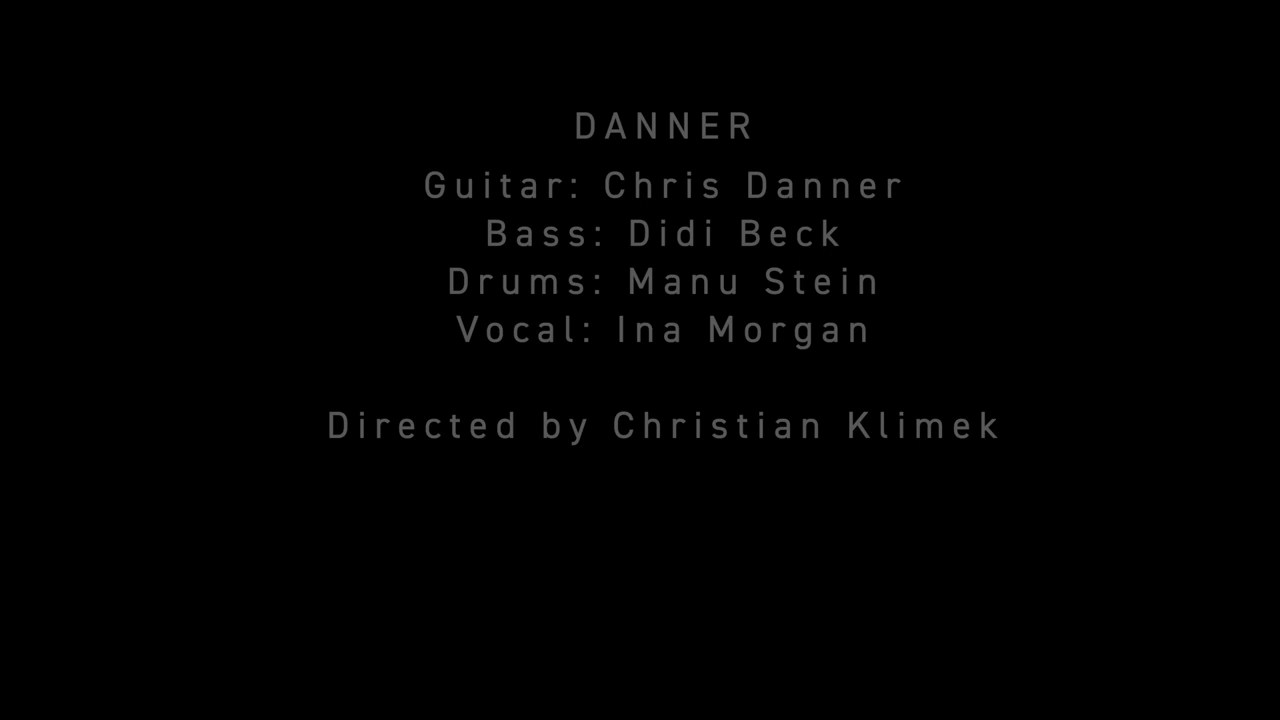 DANNER
Guitar: Chris Danner
Bass: Didi Beck
Drums: Manu Stein
Vocal: Ina Morgan
Directed by Christian Klimek